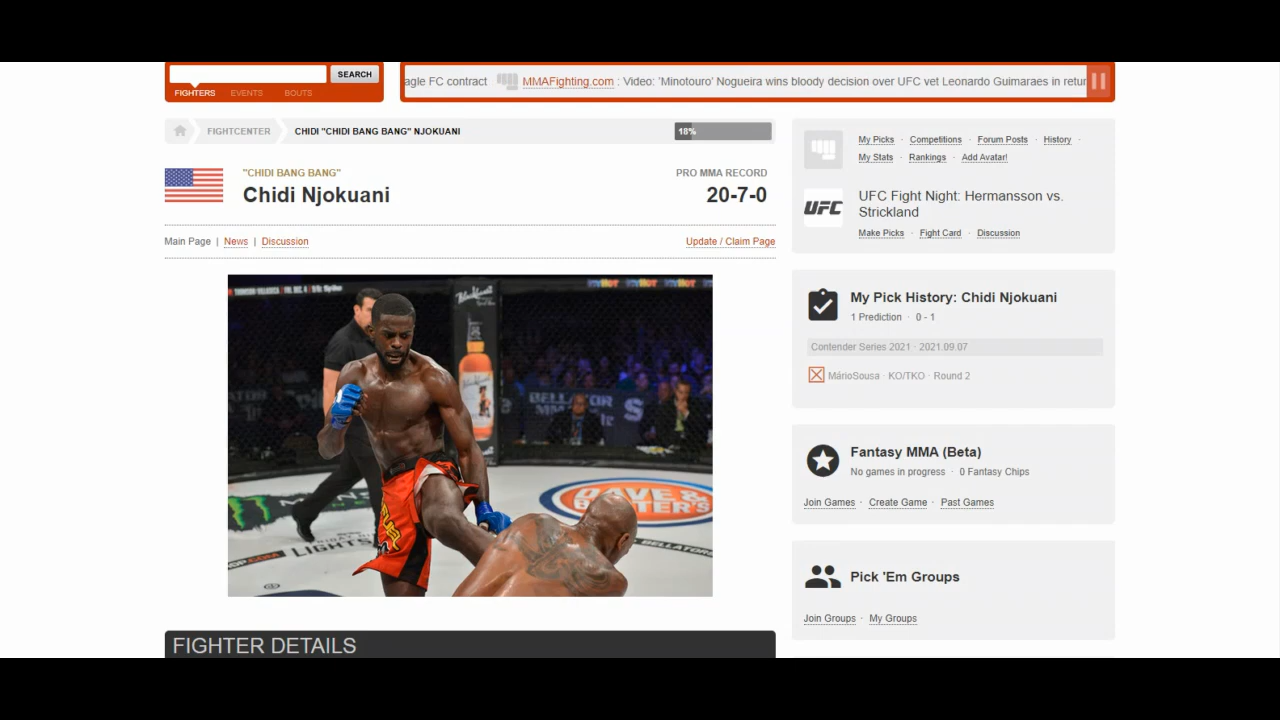 SEARCH
FIGHTERS EVENTS BOUTS
eagle FC contract MMAFighting.com : Video: 'Minotouro' Nogueira wins bloody decision over UFC vet Leonardo Guimaraes in retur
FIGHTCENTER CHIDI "CHIDI BANG BANG" NJOKUANI 18%
"CHIDI BANG BANG"
Chidi Njokuani
PRO MMA RECORD
20-7-0
Main Page | News | Discussion
Update / Claim Page
DAVE &
BUSTER'S
BELLATOR
LIGHTS
FIGHTER DETAILS
My Picks · Competitions · Forum Posts · History ·
My Stats · Rankings · Add Avatar!
UFC
UFC Fight Night: Hermansson vs.
Strickland
Make Picks · Fight Card · Discussion
My Pick History: Chidi Njokuani
1 Prediction · 0 - 1
Contender Series 2021 · 2021.09.07
MárioSousa · KO/TKO · Round 2
Fantasy MMA (Beta)
No games in progress · 0 Fantasy Chips
Join Games · Create Game · Past Games
Pick 'Em Groups
Join Groups · My Groups